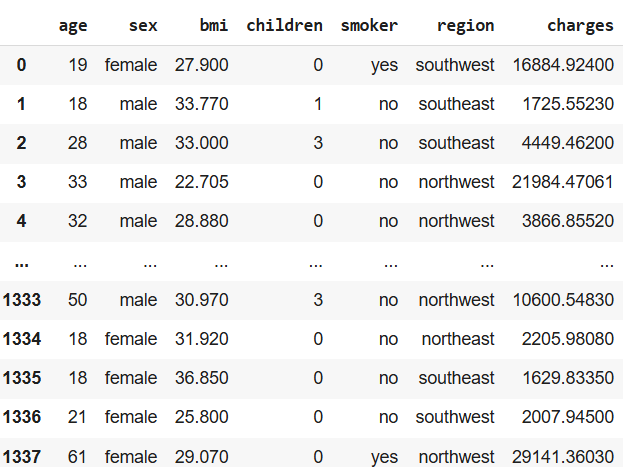 age sex bmi children smoker region charges
0 19 female 27.900 0 yes southwest 16884.92400
1 18 male 33.770 1 no southeast 1725.55230
2 28 male 33.000 3 no southeast 4449.46200
3 33 male 22.705 0 no northwest 21984.47061
4 32 male 28.880 0 no northwest 3866.85520
... ... ... ... ... ... ... ...
1333 50 male 30.970 3 no northwest 10600.54830
1334 18 female 31.920 0 no northeast 2205.98080
1335 18 female 36.850 0 no southeast 1629.83350
1336 21 female 25.800 0 no southwest 2007.94500
1337 61 female 29.070 0 yes northwest 29141.36030